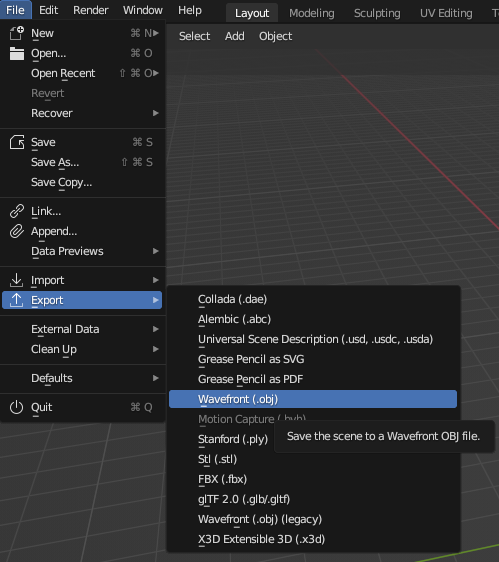 File Edit Render Window Help Layout Modeling Sculpting UV Editing
Select Add Object
New ⌘ N
Open... ⌘ O
Open Recent ⇧ ⌘ O
Revert
Recover
Save ⌘ S
Save As... ⇧ ⌘ S
Save Copy...
Link...
Append...
Data Previews
Import
Export
External Data
Clean Up
Defaults
Quit ⌘ Q
Collada (.dae)
Alembic (.abc)
Universal Scene Description (.usd, .usdc, .usda)
Grease Pencil as SVG
Grease Pencil as PDF
Wavefront (.obj)
Motion Capture (.bvh)
Save the scene to a Wavefront OBJ file.
Stanford (.ply)
Stl (.stl)
FBX (.fbx)
glTF 2.0 (.glb/.gltf)
Wavefront (.obj) (legacy)
X3D Extensible 3D (.x3d)